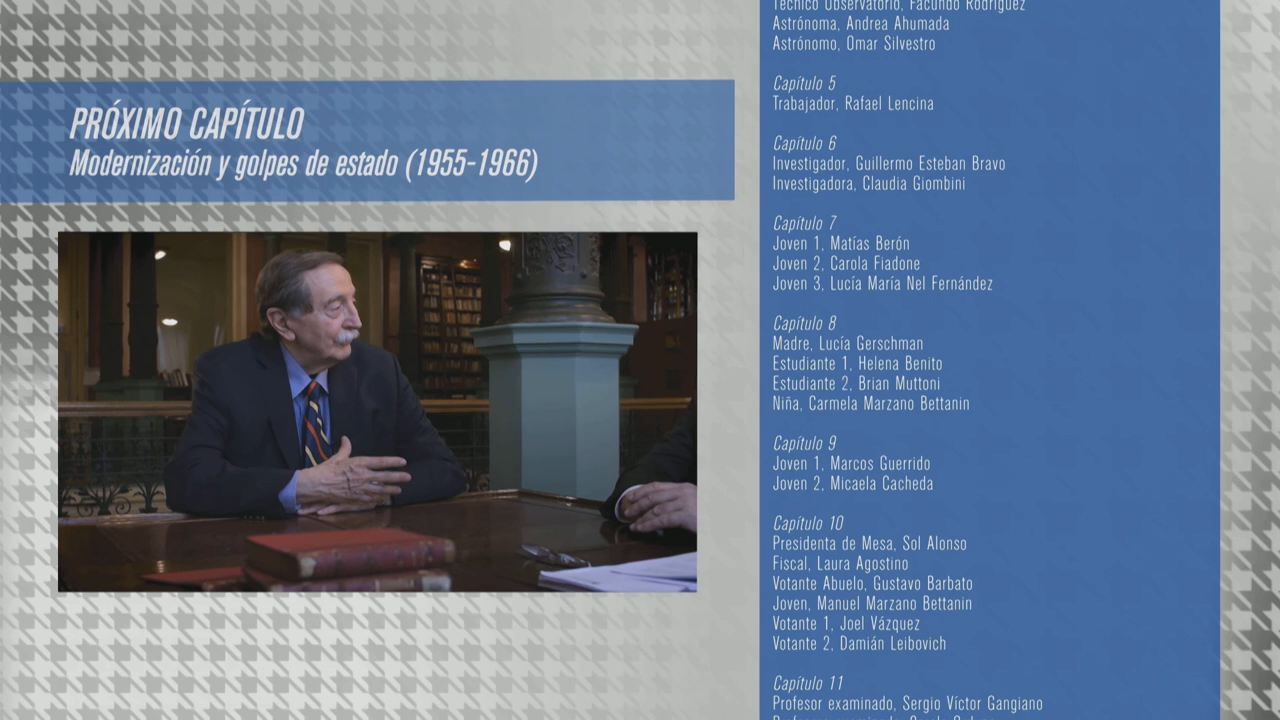 PRÓXIMO CAPÍTULO
Modernización y golpes de estado (1955-1966)
Técnico Observatorio, Facundo Rodríguez
Astrónoma, Andrea Ahumada
Astrónomo, Omar Silvestro
Capítulo 5
Trabajador, Rafael Lencina
Capítulo 6
Investigador, Guillermo Esteban Bravo
Investigadora, Claudia Giombini
Capítulo 7
Joven 1, Matías Berón
Joven 2, Carola Fiadone
Joven 3, Lucía María Nel Fernández
Capítulo 8
Madre, Lucía Gerschman
Estudiante 1, Helena Benito
Estudiante 2, Brian Muttoni
Niña, Carmela Marzano Bettanin
Capítulo 9
Joven 1, Marcos Guerrido
Joven 2, Micaela Cacheda
Capítulo 10
Presidenta de Mesa, Sol Alonso
Fiscal, Laura Agostino
Votante Abuelo, Gustavo Barbato
Joven, Manuel Marzano Bettanin
Votante 1, Joel Vázquez
Votante 2, Damián Leibovich
Capítulo 11
Profesor examinado, Sergio Víctor Gangiano